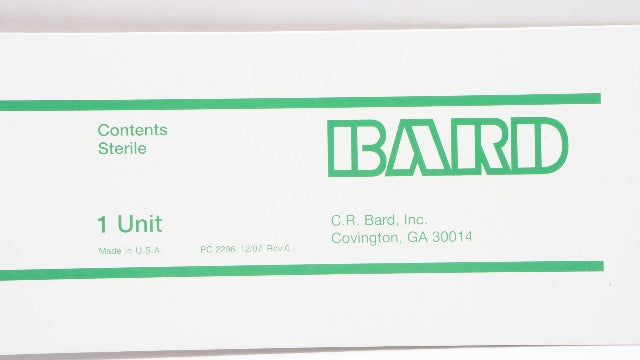 Contents
Sterile
BARD
1 Unit
Made in U.S.A.
PC 2296 12/97 Rev.0
C.R. Bard, Inc.
Covington, GA 30014